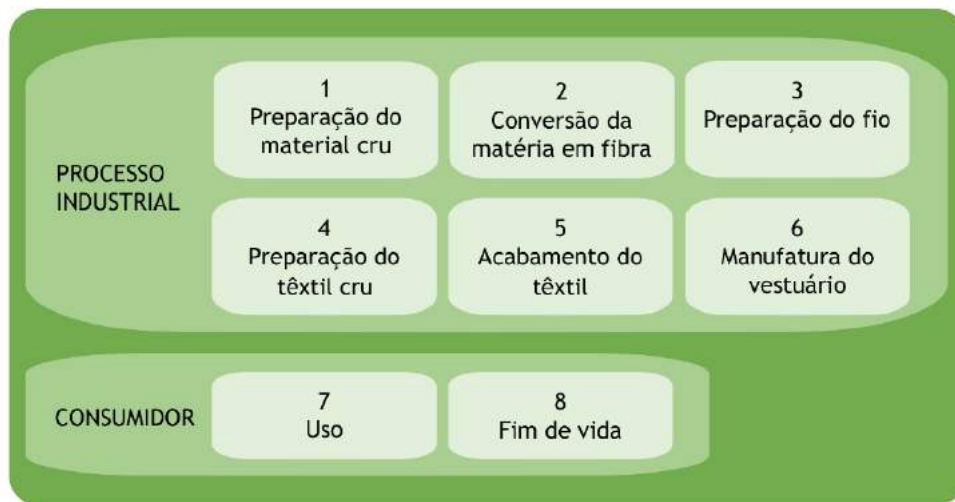 PROCESSO
INDUSTRIAL
1
Preparação do
material cru
2
Conversão da
matéria em fibra
3
Preparação do fio
4
Preparação do
têxtil cru
5
Acabamento do
têxtil
6
Manufatura do
vestuário
CONSUMIDOR
7
Uso
8
Fim de vida